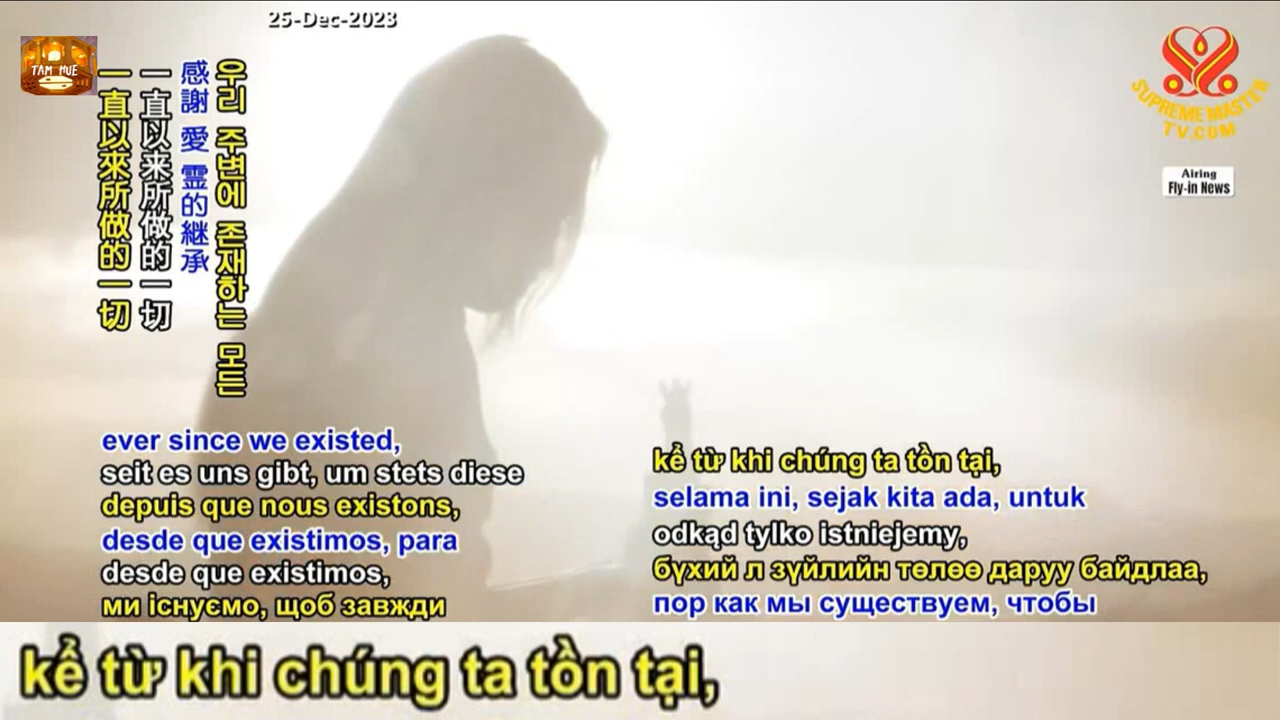 25-Dec-2023
TAM HUE
SUPREME MASTER
TV.COM
Airing
Fly-in News
우리 주변에 존재하는 모든
感謝 愛 霊的継承
一直以来所做的一切
一直以來所做的一切
ever since we existed,
seit es uns gibt, um stets diese
depuis que nous existons,
desde que existimos, para
desde que existimos,
ми існуємо, щоб завжди
kể từ khi chúng ta tồn tại,
selama ini, sejak kita ada, untuk
odkąd tylko istniejemy,
бүхий л зүйлийн төлөө даруу байдлаа,
пор как мы существуем, чтобы
kể từ khi chúng ta tồn tại,